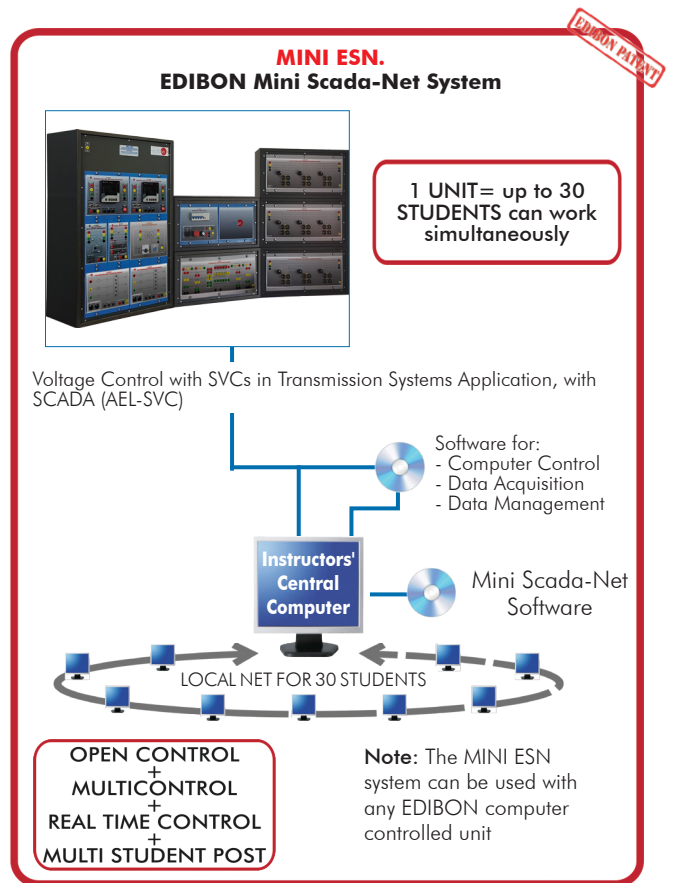 EDIBON PATENT
MINI ESN.
EDIBON Mini Scada-Net System
1 UNIT= up to 30
STUDENTS can work
simultaneously
Voltage Control with SVCs in Transmission Systems Application, with
SCADA (AEL-SVC)
Software for:
- Computer Control
- Data Acquisition
- Data Management
Instructors'
Central
Computer
Mini Scada-Net
Software
LOCAL NET FOR 30 STUDENTS
OPEN CONTROL
+
MULTICONTROL
+
REAL TIME CONTROL
+
MULTI STUDENT POST
Note: The MINI ESN
system can be used with
any EDIBON computer
controlled unit